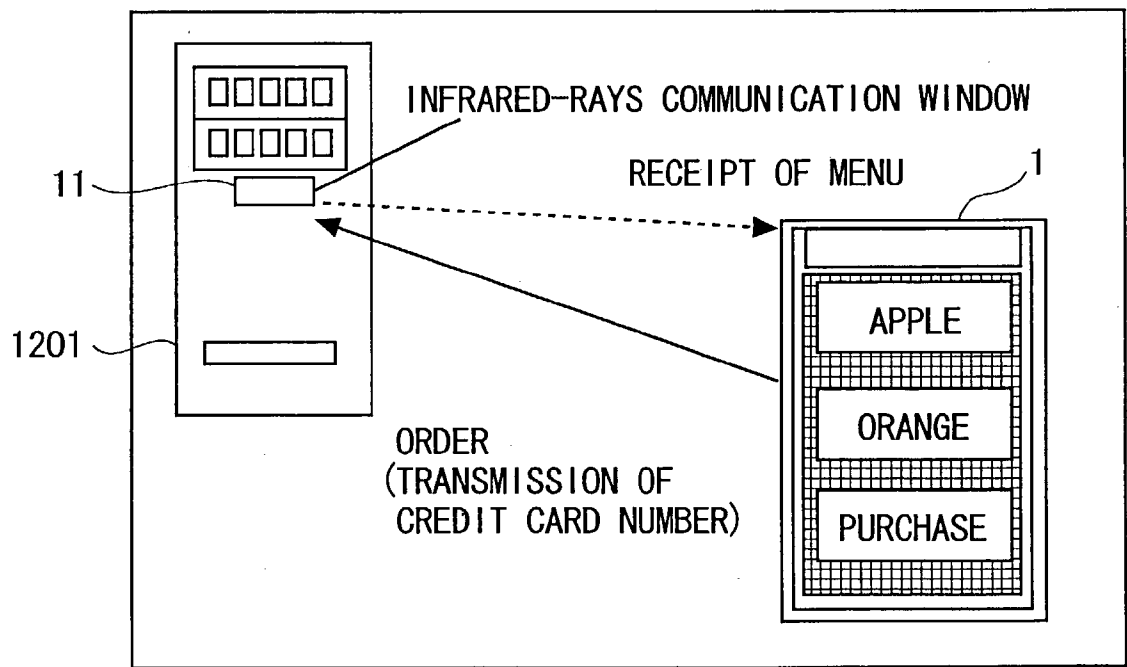 INFRARED-RAYS COMMUNICATION WINDOW
11
RECEIPT OF MENU
1
APPLE
1201
ORANGE
ORDER
(TRANSMISSION OF
CREDIT CARD NUMBER)
PURCHASE